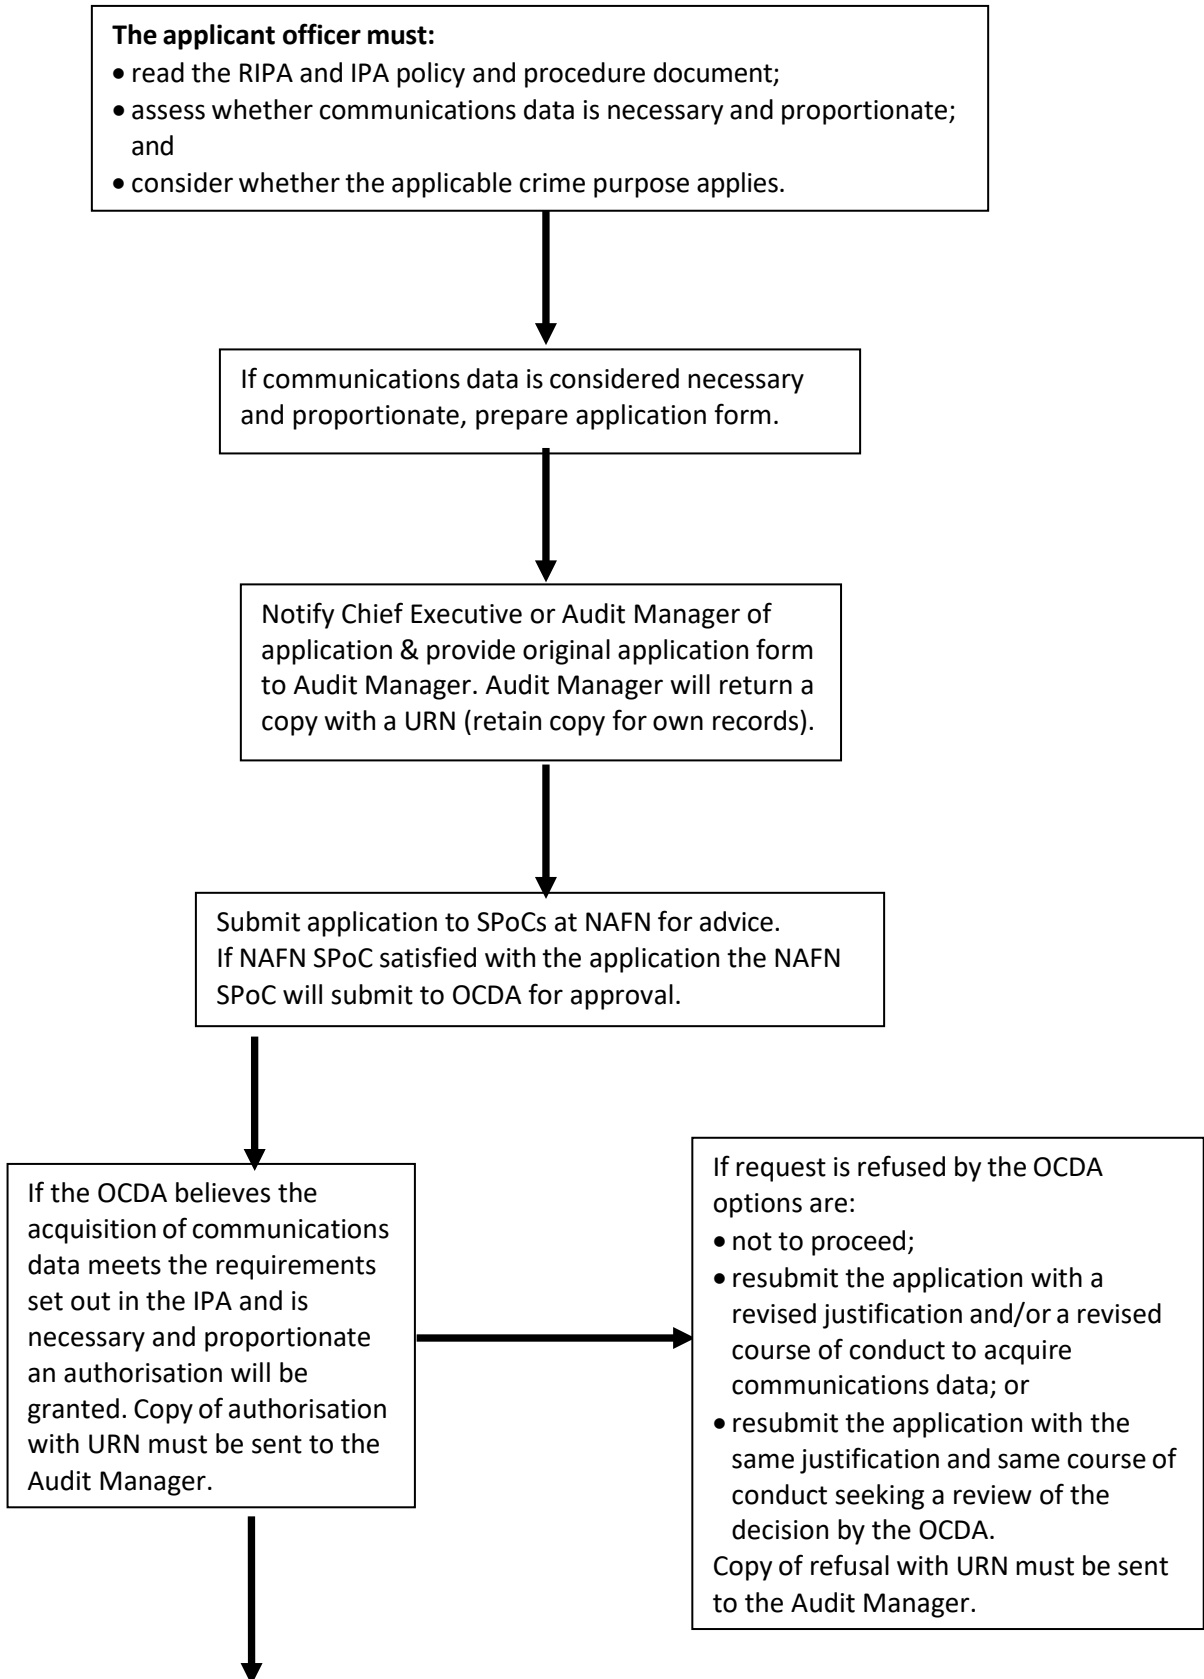 The applicant officer must:
• read the RIPA and IPA policy and procedure document;
• assess whether communications data is necessary and proportionate;
and
• consider whether the applicable crime purpose applies.
If communications data is considered necessary
and proportionate, prepare application form.
Notify Chief Executive or Audit Manager of
application & provide original application form
to Audit Manager. Audit Manager will return a
copy with a URN (retain copy for own records).
Submit application to SPoCs at NAFN for advice.
If NAFN SPoC satisfied with the application the NAFN
SPoC will submit to OCDA for approval.
If the OCDA believes the
acquisition of communications
data meets the requirements
set out in the IPA and is
necessary and proportionate
an authorisation will be
granted. Copy of authorisation
with URN must be sent to the
Audit Manager.
If request is refused by the OCDA
options are:
• not to proceed;
• resubmit the application with a
revised justification and/or a revised
course of conduct to acquire
communications data; or
• resubmit the application with the
same justification and same course of
conduct seeking a review of the
decision by the OCDA.
Copy of refusal with URN must be sent
to the Audit Manager.